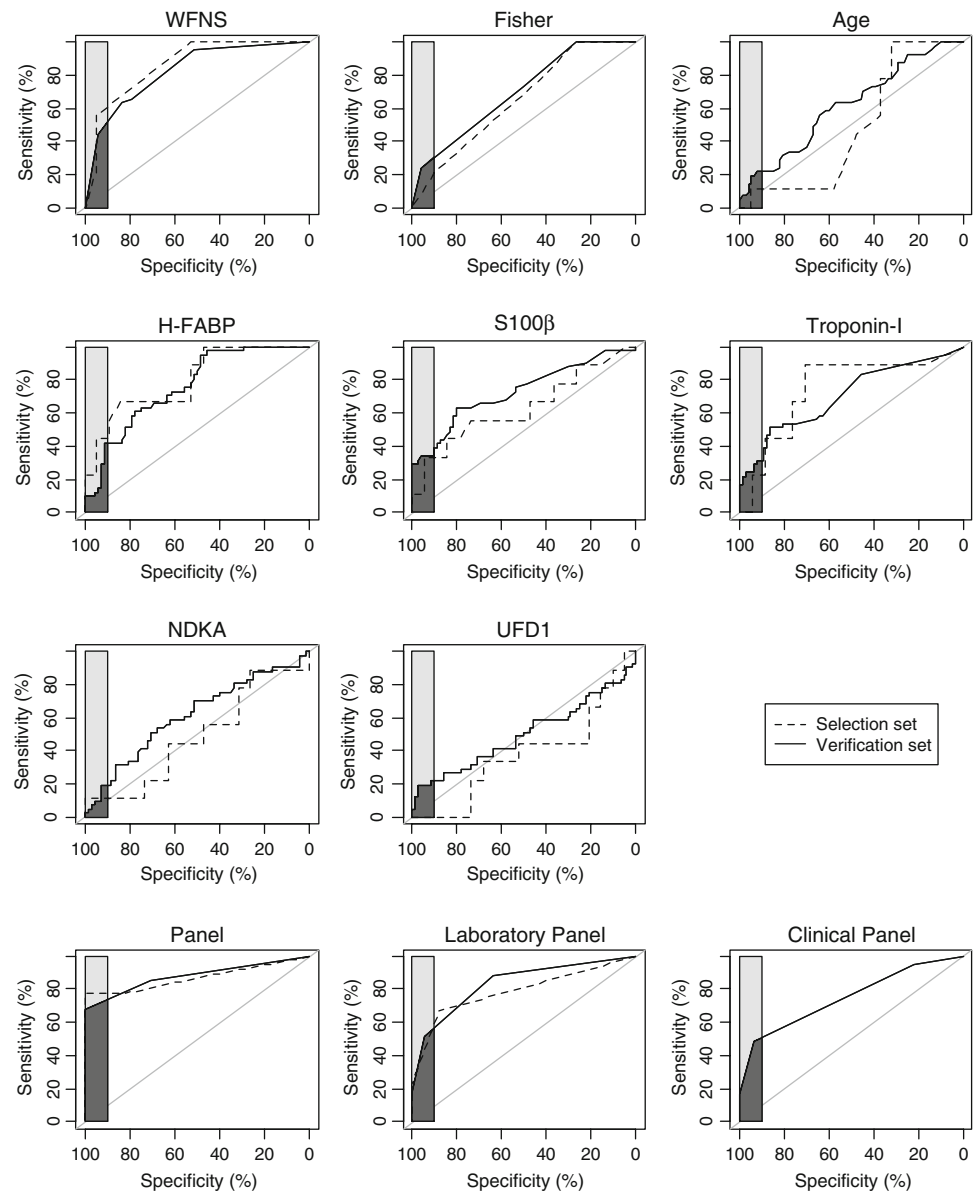 WFNS
Sensitivity (%)
0 20 40 60 80
100 80 60 40 20 0
Specificity (%)
Fisher
Sensitivity (%)
0 20 40 60 80
100 80 60 40 20 0
Specificity (%)
Age
Sensitivity (%)
0 20 40 60 80
100 80 60 40 20 0
Specificity (%)
H-FABP
Sensitivity (%)
0 20 40 60 80
100 80 60 40 20 0
Specificity (%)
S100β
Sensitivity (%)
0 20 40 60 80
100 80 60 40 20 0
Specificity (%)
Troponin-I
Sensitivity (%)
0 20 40 60 80
100 80 60 40 20 0
Specificity (%)
NDKA
Sensitivity (%)
0 20 40 60 80
100 80 60 40 20 0
Specificity (%)
UFD1
Sensitivity (%)
0 20 40 60 80
100 80 60 40 20 0
Specificity (%)
Selection set
Verification set
Panel
Sensitivity (%)
0 20 40 60 80
100 80 60 40 20 0
Specificity (%)
Laboratory Panel
Sensitivity (%)
0 20 40 60 80
100 80 60 40 20 0
Specificity (%)
Clinical Panel
Sensitivity (%)
0 20 40 60 80
100 80 60 40 20 0
Specificity (%)